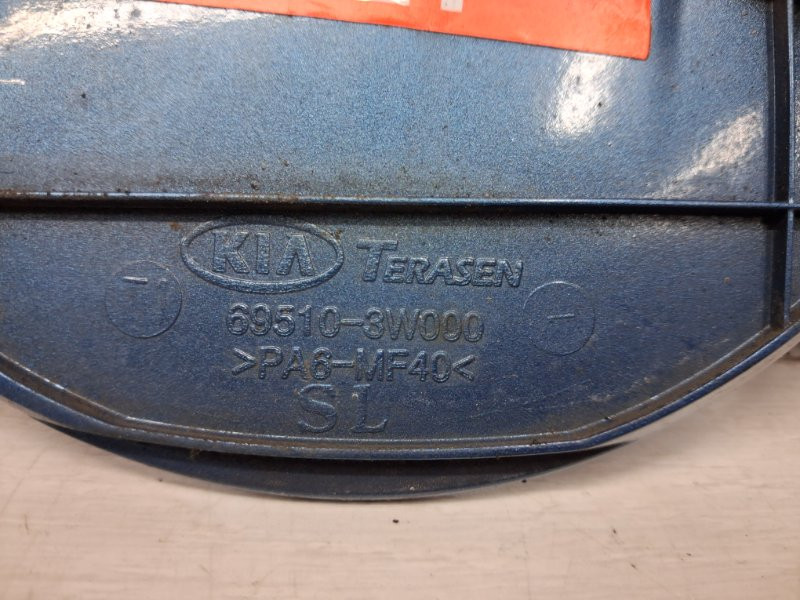 KIA TERASEN
69510-3W000
>PA6-MF40<
SL